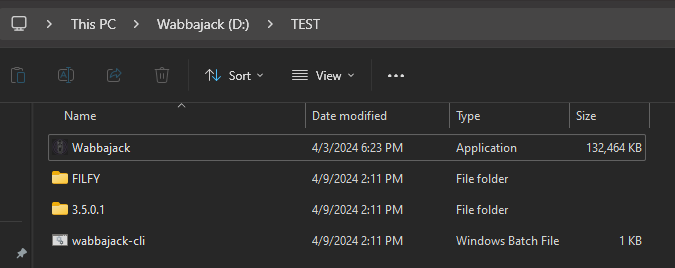 This PC > Wabbajack (D:) > TEST
Sort View
Name Date modified Type Size
Wabbajack 4/3/2024 6:23 PM Application 132,464 KB
FILFY 4/9/2024 2:11 PM File folder
3.5.0.1 4/9/2024 2:11 PM File folder
wabbajack-cli 4/9/2024 2:11 PM Windows Batch File 1 KB